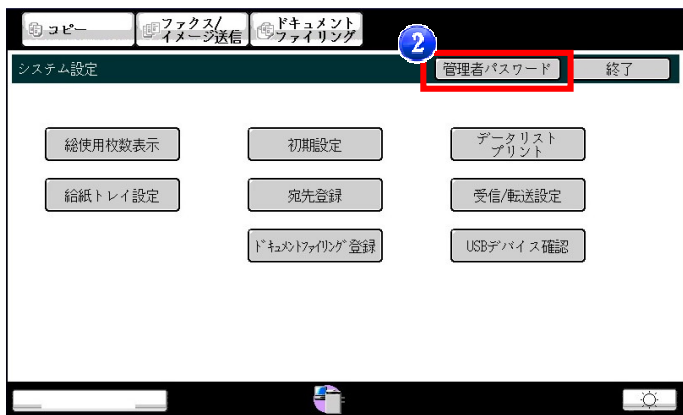 コピー
ファクス/
イメージ送信
ドキュメント
ファイリング
2
システム設定
管理者パスワード
終了
総使用枚数表示
初期設定
データリスト
プリント
給紙トレイ設定
宛先登録
受信/転送設定
ドキュメントファイリング登録
USBデバイス確認